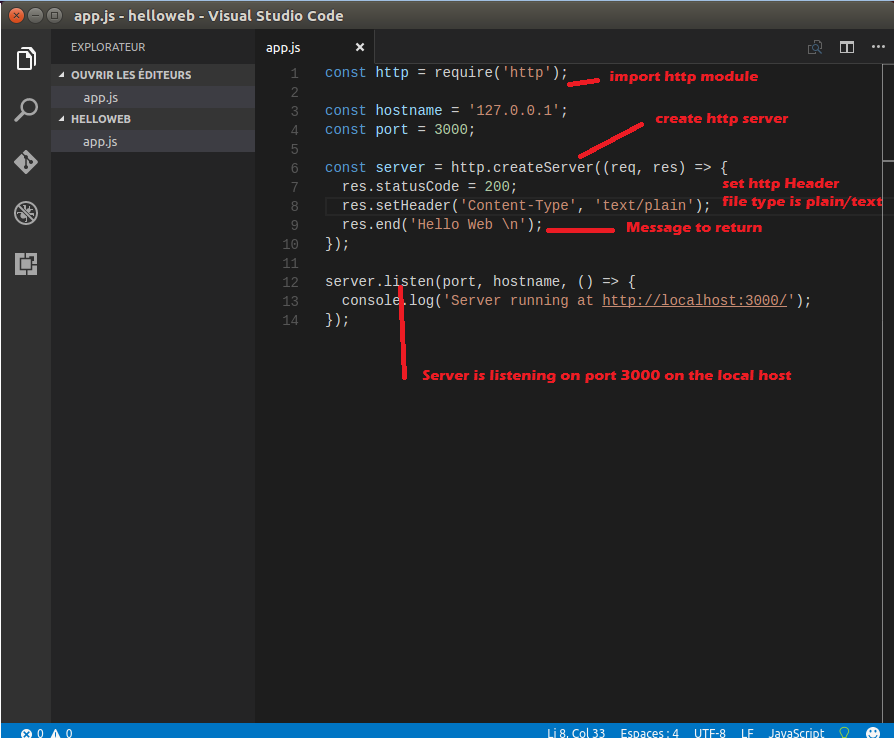 app.js - helloweb - Visual Studio Code
EXPLORATEUR
OUVRIR LES ÉDITEURS
app.js
HELLOWEB
app.js
app.js
1 const http = require('http');
import http module
2
3 const hostname = '127.0.0.1';
4 const port = 3000;
create http server
5
6 const server = http.createServer((req, res) => {
7 res.statusCode = 200;
set http Header
8 res.setHeader('Content-Type', 'text/plain');
file type is plain/text
9 res.end('Hello Web \n');
Message to return
10 });
11
12 server.listen(port, hostname, () => {
13 console.log('Server running at http://localhost:3000/');
14 });
Server is listening on port 3000 on the local host
0 0 Li 8, Col 33 Espaces : 4 UTF-8 LF JavaScript